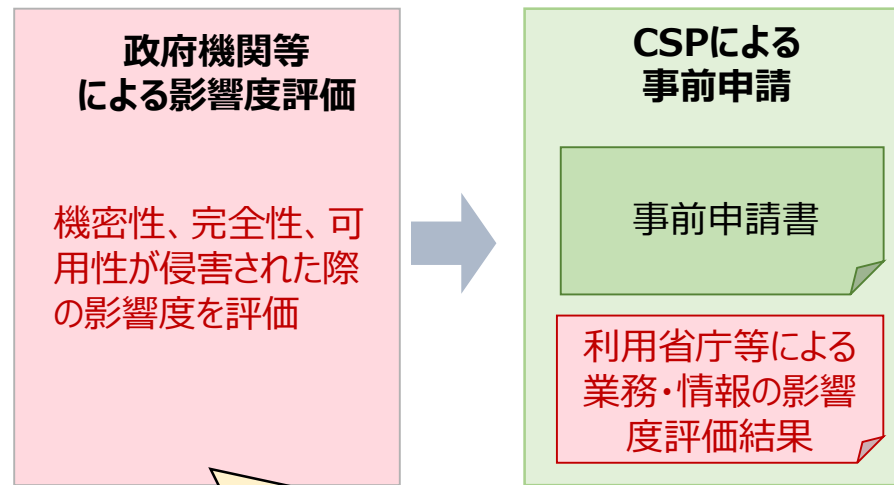 政府機関等
による影響度評価
機密性、完全性、可
用性が侵害された際
の影響度を評価
CSPによる
事前申請
事前申請書
利用省庁等による
業務・情報の影響
度評価結果